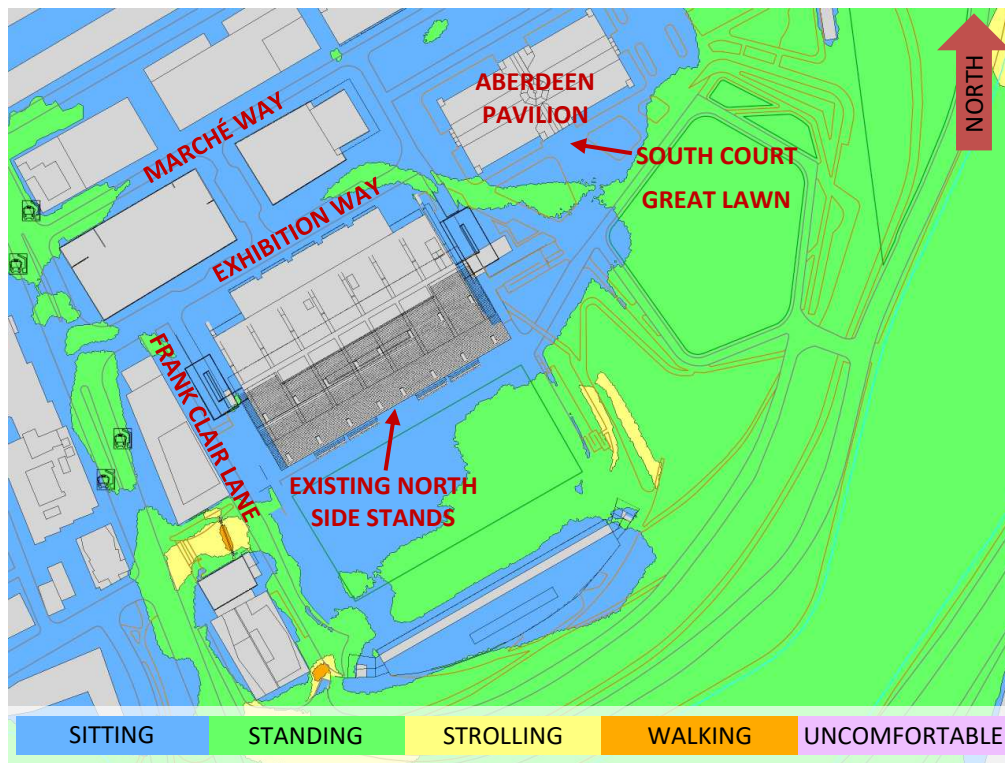 ABERDEEN
PAVILION
NORTH
MARCHÉ WAY
SOUTH COURT
GREAT LAWN
EXHIBITION WAY
FRANK CLAIR LANE
EXISTING NORTH
SIDE STANDS
SITTING
STANDING
STROLLING
WALKING
UNCOMFORTABLE